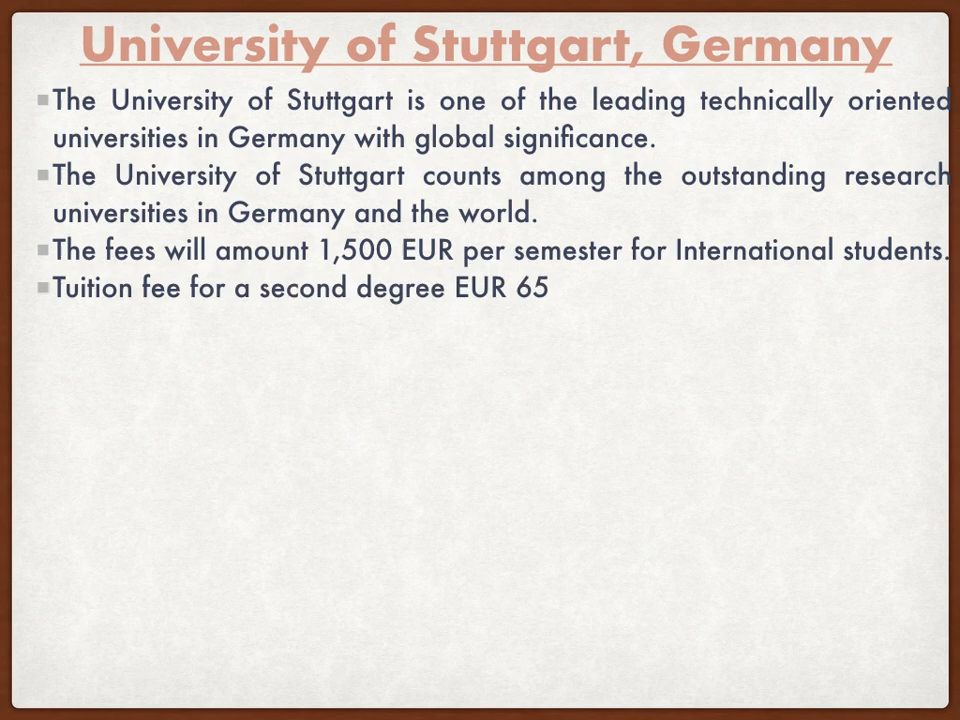 University of Stuttgart, Germany
The University of Stuttgart is one of the leading technically oriented
universities in Germany with global significance.
The University of Stuttgart counts among the outstanding research
universities in Germany and the world.
The fees will amount 1,500 EUR per semester for International students.
Tuition fee for a second degree EUR 65